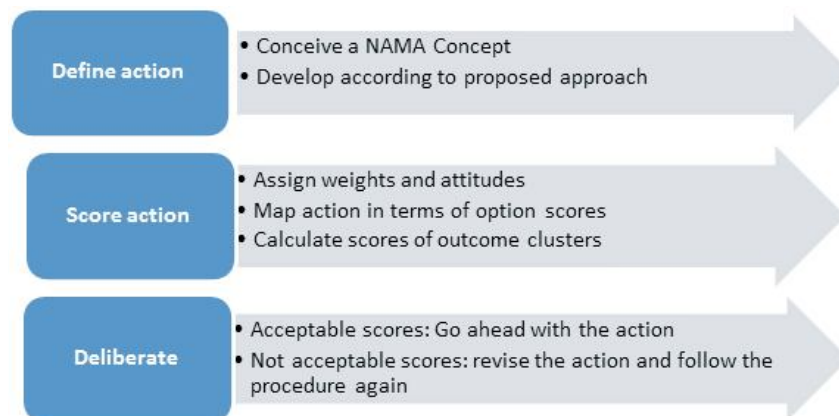 Define action
• Conceive a NAMA Concept
• Develop according to proposed approach
Score action
• Assign weights and attitudes
• Map action in terms of option scores
• Calculate scores of outcome clusters
Deliberate
• Acceptable scores: Go ahead with the action
• Not acceptable scores: revise the action and follow the
procedure again